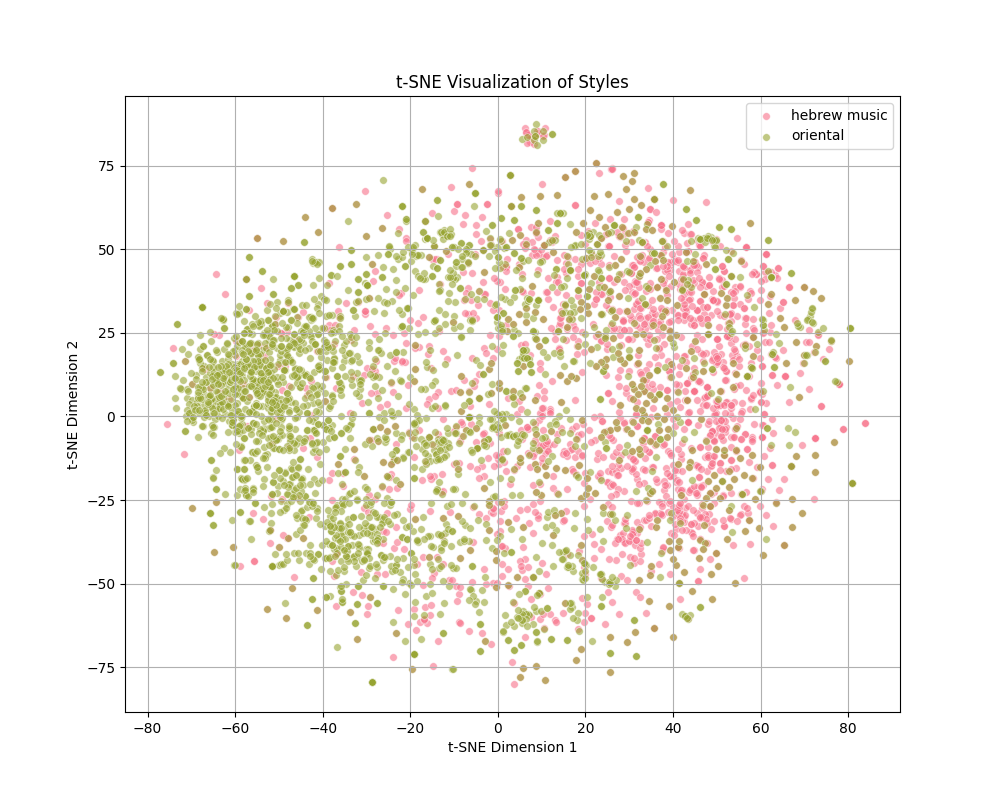 t-SNE Visualization of Styles
hebrew music
oriental
75
50
25
0
−25
−50
−75
t-SNE Dimension 2
−80 −60 −40 −20 0 20 40 60 80
t-SNE Dimension 1